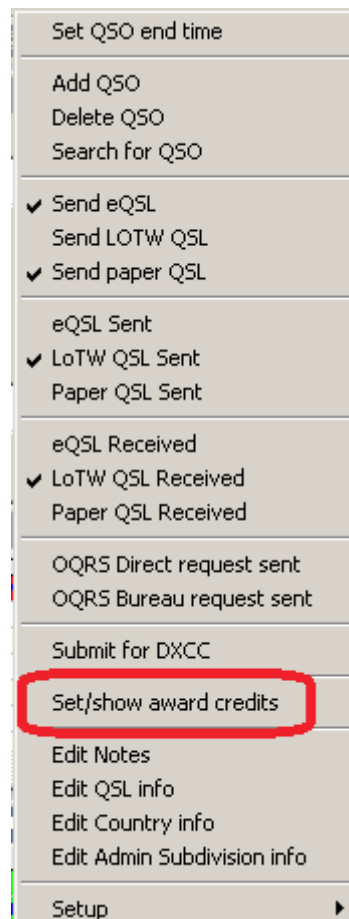 Set QSO end time
Add QSO
Delete QSO
Search for QSO
Send eQSL
Send LOTW QSL
Send paper QSL
eQSL Sent
LoTW QSL Sent
Paper QSL Sent
eQSL Received
LoTW QSL Received
Paper QSL Received
OQRS Direct request sent
OQRS Bureau request sent
Submit for DXCC
Set/show award credits
Edit Notes
Edit QSL info
Edit Country info
Edit Admin Subdivision info
Setup